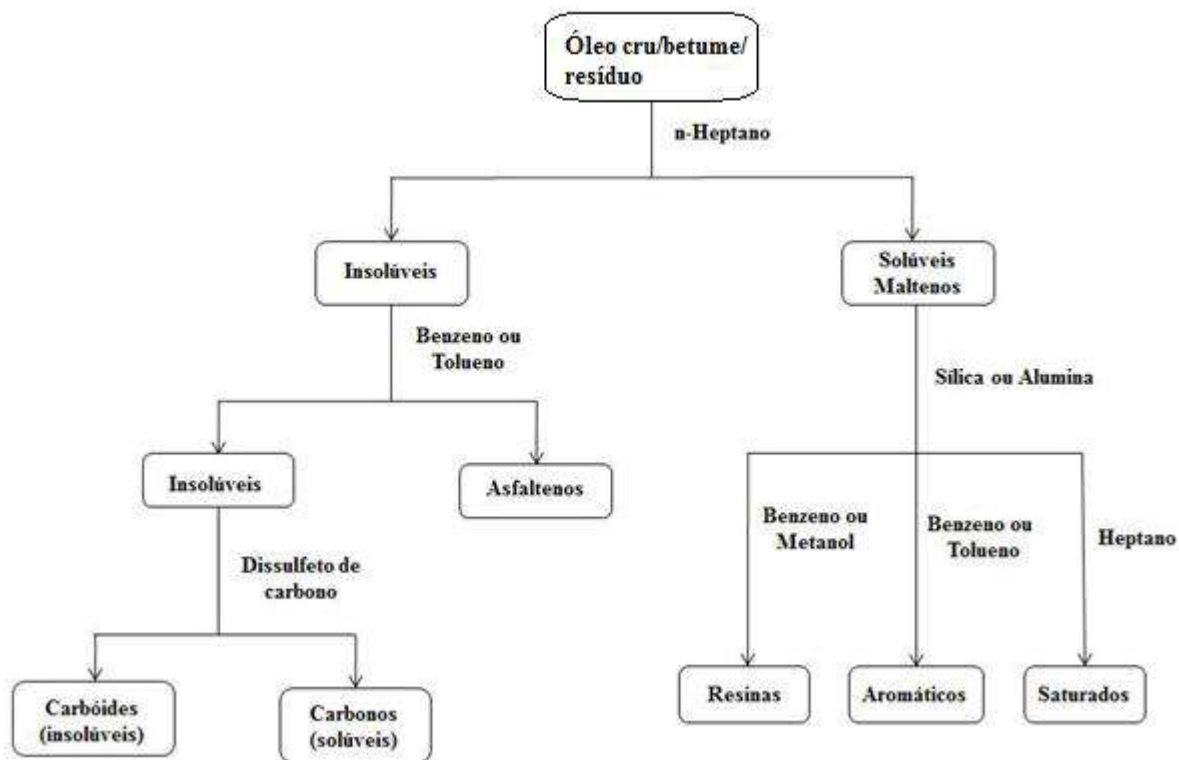 Óleo cru/betume/
resíduo
n-Heptano
Insolúveis
Solúveis
Maltenos
Benzeno ou
Tolueno
Sílica ou Alumina
Insolúveis
Asfaltenos
Benzeno ou
Metanol
Benzeno ou
Tolueno
Heptano
Dissulfeto de
carbono
Carbóides
(insolúveis)
Carbonos
(solúveis)
Resinas
Aromáticos
Saturados